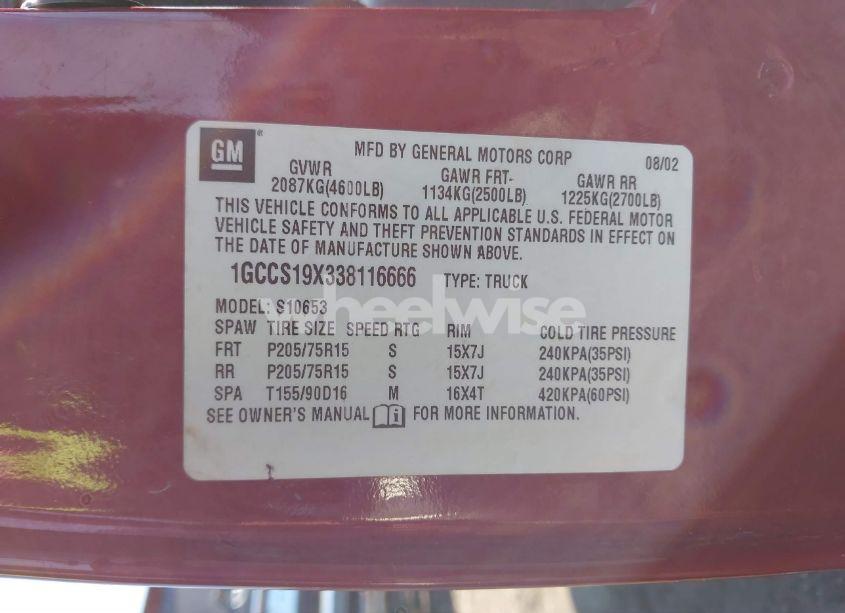 GM ®
MFD BY GENERAL MOTORS CORP 08/02
GVWR GAWR FRT- GAWR RR
2087KG(4600LB) 1134KG(2500LB) 1225KG(2700LB)
THIS VEHICLE CONFORMS TO ALL APPLICABLE U.S. FEDERAL MOTOR
VEHICLE SAFETY AND THEFT PREVENTION STANDARDS IN EFFECT ON
THE DATE OF MANUFACTURE SHOWN ABOVE.
1GCCS19X338116666 TYPE: TRUCK
MODEL: S10653
wheelwise.
SPAW TIRE SIZE SPEED RTG RIM COLD TIRE PRESSURE
FRT P205/75R15 S 15X7J 240KPA(35PSI)
RR P205/75R15 S 15X7J 240KPA(35PSI)
SPA T155/90D16 M 16X4T 420KPA(60PSI)
SEE OWNER'S MANUAL FOR MORE INFORMATION.